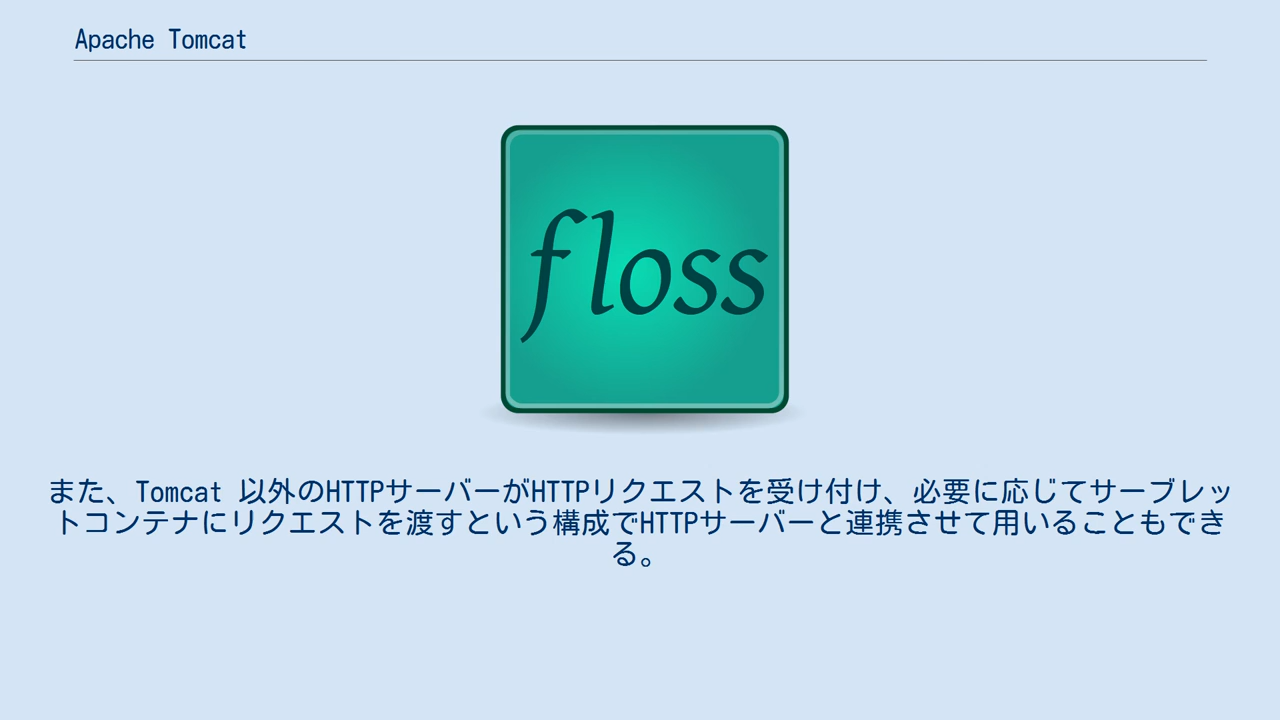 Apache Tomcat
floss
また、Tomcat 以外のHTTPサーバーがHTTPリクエストを受け付け、必要に応じてサーブレッ
トコンテナにリクエストを渡すという構成でHTTPサーバーと連携させて用いることもでき
る。